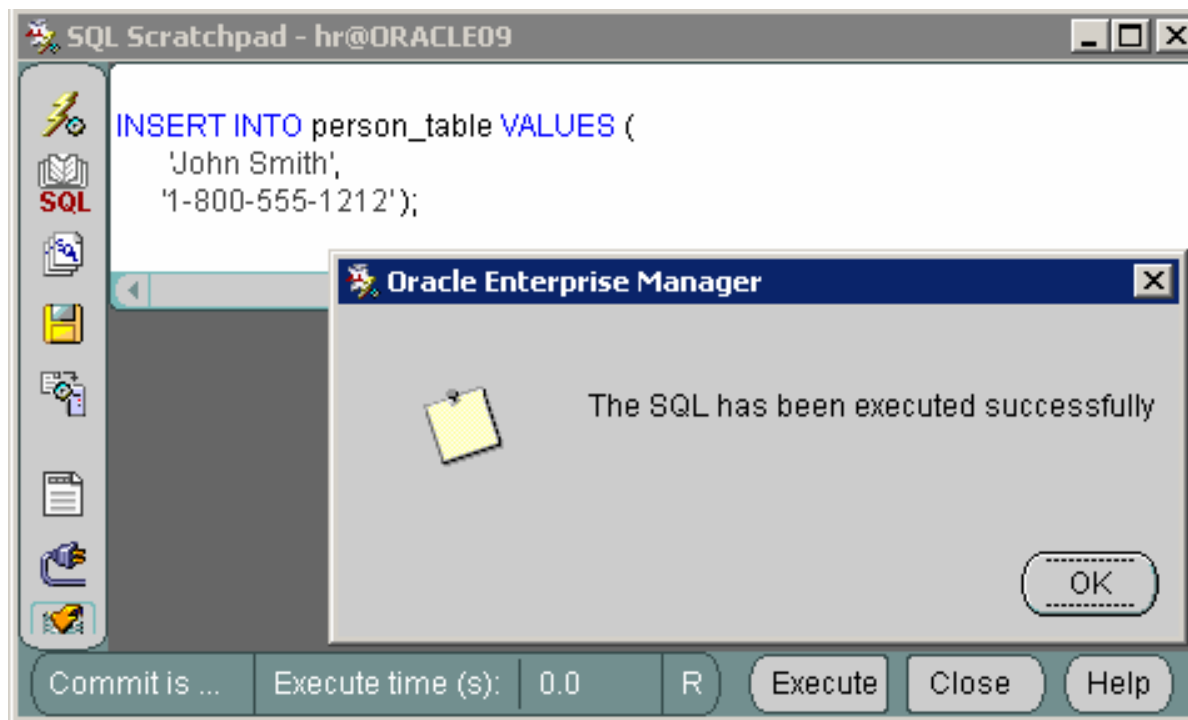 SQL Scratchpad - hr@ORACLE09
INSERT INTO person_table VALUES (
'John Smith',
'1-800-555-1212');
SQL
Oracle Enterprise Manager
The SQL has been executed successfully
OK
Commit is ... Execute time (s): 0.0 R Execute Close Help